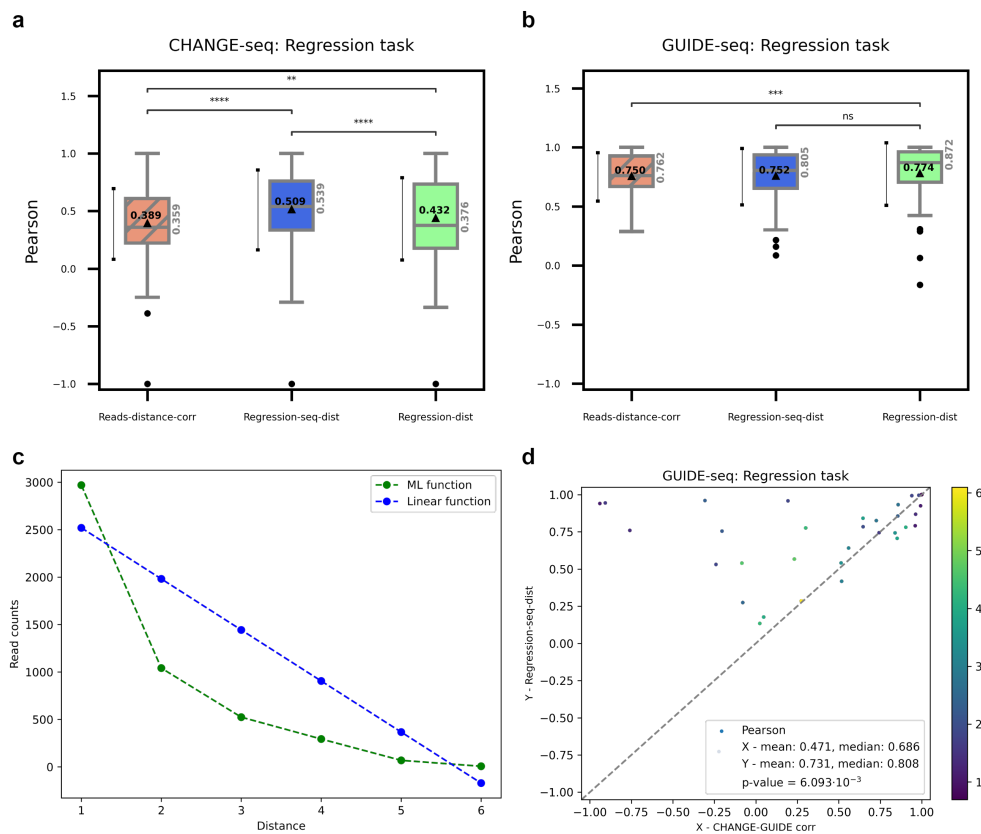 a
CHANGE-seq: Regression task
**
****
****
1.5
1.0
0.5
0.0
−0.5
−1.0
Pearson
0.389
0.359
0.509
0.539
0.432
0.376
Reads-distance-corr
Regression-seq-dist
Regression-dist
b
GUIDE-seq: Regression task
***
ns
1.5
1.0
0.5
0.0
−0.5
−1.0
Pearson
0.750
0.762
0.752
0.805
0.774
0.872
Reads-distance-corr
Regression-seq-dist
Regression-dist
c
ML function
Linear function
3000
2500
2000
1500
1000
500
0
Read counts
1 2 3 4 5 6
Distance
d
GUIDE-seq: Regression task
1.00
0.75
0.50
0.25
0.00
−0.25
−0.50
−0.75
−1.00
Y - Regression-seq-dist
Pearson
X - mean: 0.471, median: 0.686
Y - mean: 0.731, median: 0.808
p-value = 6.093·10⁻³
−1.00 −0.75 −0.50 −0.25 0.00 0.25 0.50 0.75 1.00
X - CHANGE-GUIDE corr
6
5
4
3
2
1